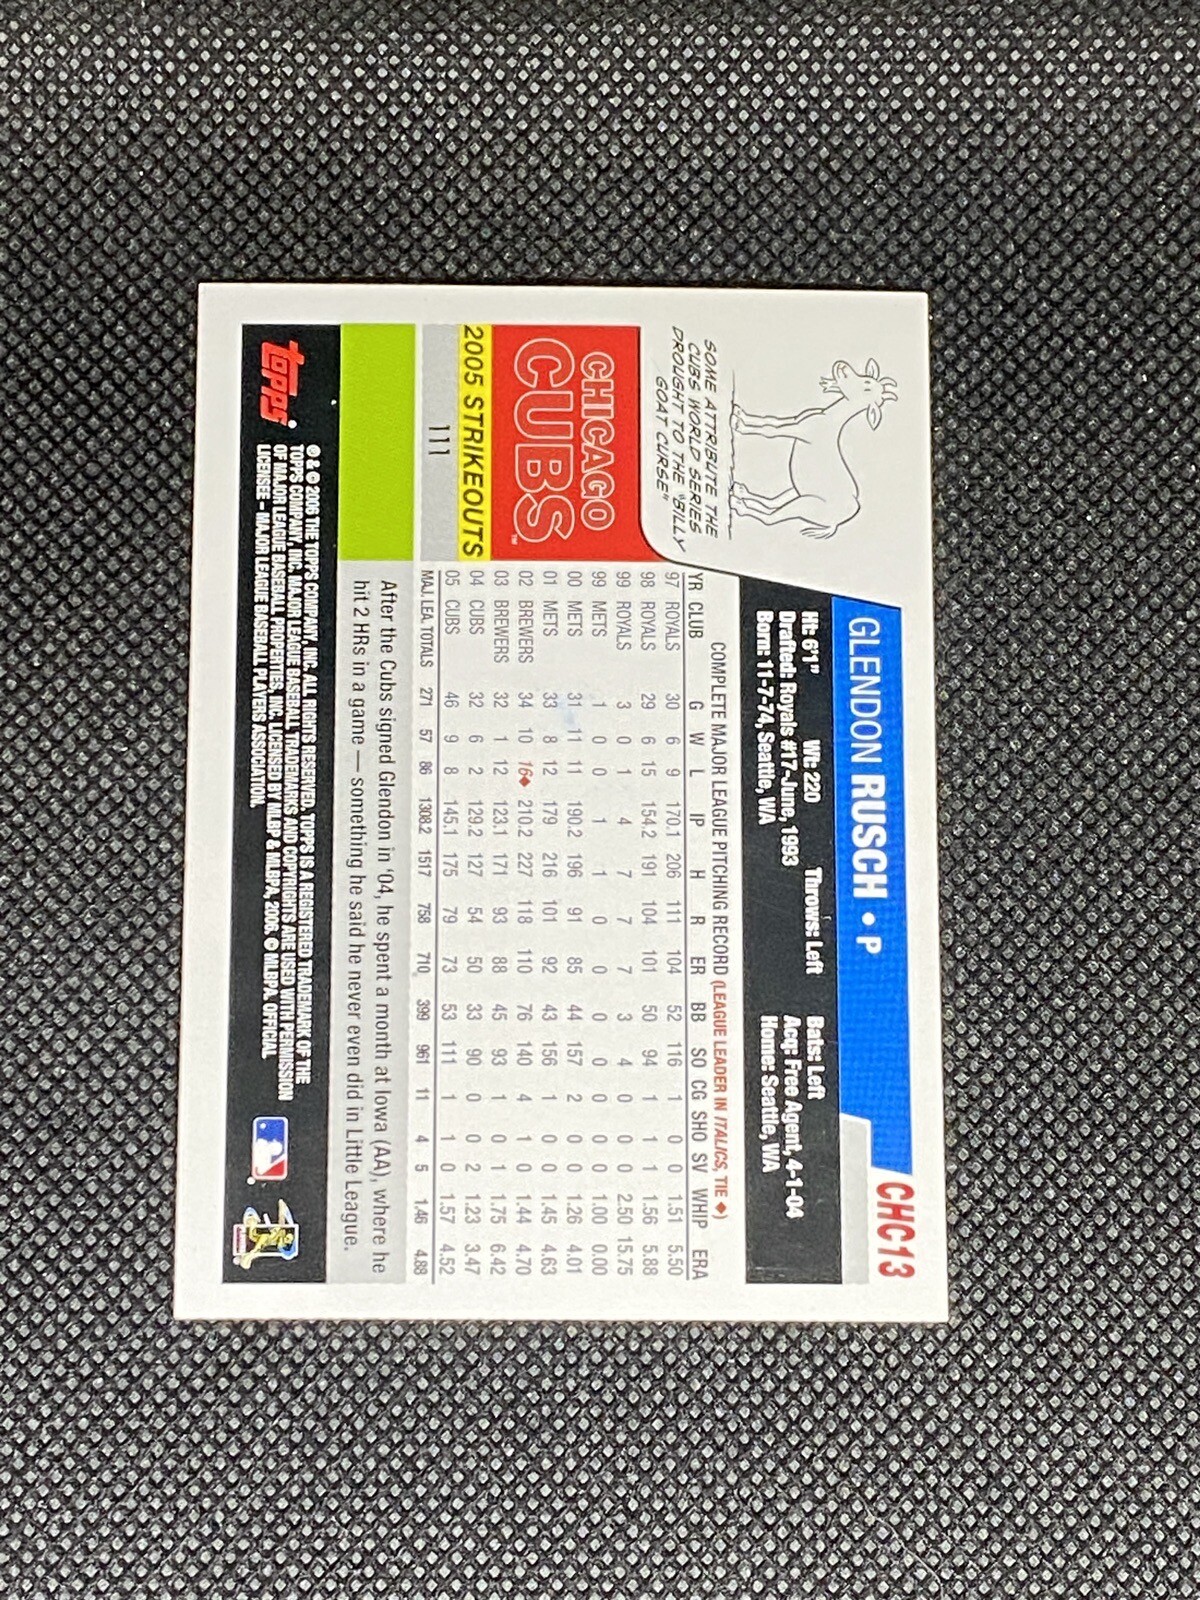 CHC13
GLENDON RUSCH • P
Ht: 6'1" Wt: 220 Throws: Left Bats: Left
Drafted: Royals #17-June, 1993 Acq: Free Agent, 4-1-04
Born: 11-7-74, Seattle, WA Home: Seattle, WA
SOME ATTRIBUTE THE
CUBS WORLD SERIES
DROUGHT TO THE "BILLY
GOAT CURSE"
CHICAGO
CUBS™
2005 STRIKEOUTS
111
COMPLETE MAJOR LEAGUE PITCHING RECORD (LEAGUE LEADER IN ITALICS, TIE ♦)
YR CLUB G W L IP H R ER BB SO CG SHO SV WHIP ERA
97 ROYALS 30 6 9 170.1 206 111 104 52 116 1 0 0 1.51 5.50
98 ROYALS 29 6 15 154.2 191 104 101 50 94 1 1 1 1.56 5.88
99 ROYALS 3 0 1 4 7 7 7 3 4 0 0 0 2.50 15.75
99 METS 1 0 0 1 1 0 0 0 0 0 0 0 1.00 0.00
00 METS 31 11 11 190.2 196 91 85 44 157 2 0 0 1.26 4.01
01 METS 33 8 12 179 216 101 92 43 156 1 0 0 1.45 4.63
02 BREWERS 34 10 16♦ 210.2 227 118 110 76 140 4 1 0 1.44 4.70
03 BREWERS 32 1 12 123.1 171 93 88 45 93 1 0 1 1.75 6.42
04 CUBS 32 6 2 129.2 127 54 50 33 90 0 0 2 1.23 3.47
05 CUBS 46 9 8 145.1 175 79 73 53 111 1 1 0 1.57 4.52
MAJ. LEA. TOTALS 271 57 86 1308.2 1517 758 710 399 961 11 4 5 1.46 4.88
After the Cubs signed Glendon in '04, he spent a month at Iowa (AA), where he
hit 2 HRs in a game — something he said he never even did in Little League.
topps®
® & © 2006 THE TOPPS COMPANY, INC. ALL RIGHTS RESERVED. TOPPS IS A REGISTERED TRADEMARK OF THE
TOPPS COMPANY, INC. MAJOR LEAGUE BASEBALL TRADEMARKS AND COPYRIGHTS ARE USED WITH PERMISSION
OF MAJOR LEAGUE BASEBALL PROPERTIES, INC. LICENSED BY MLBP & MLBPA, 2006. © MLBPA, OFFICIAL
LICENSEE – MAJOR LEAGUE BASEBALL PLAYERS ASSOCIATION.